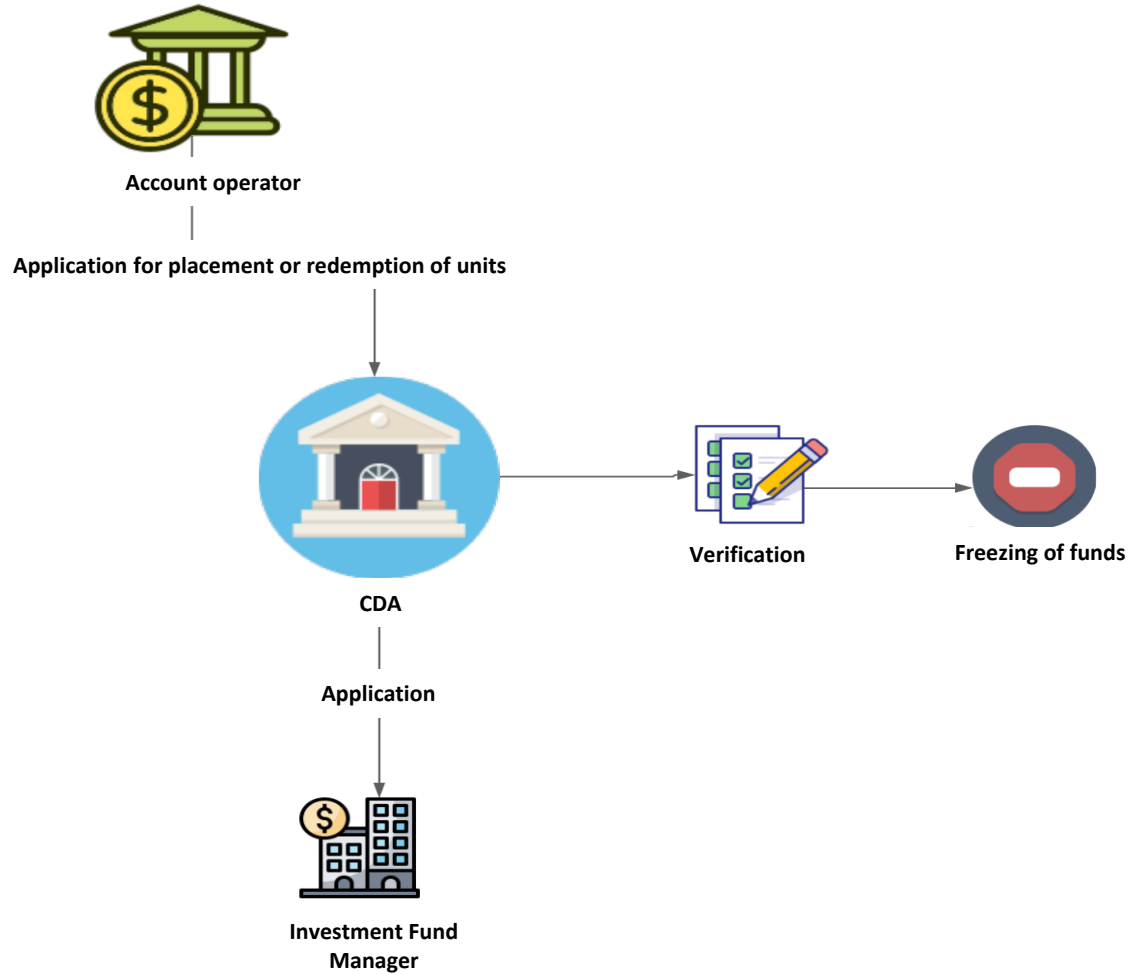 $
Account operator
Application for placement or redemption of units
Verification
Freezing of funds
CDA
Application
$
Investment Fund
Manager